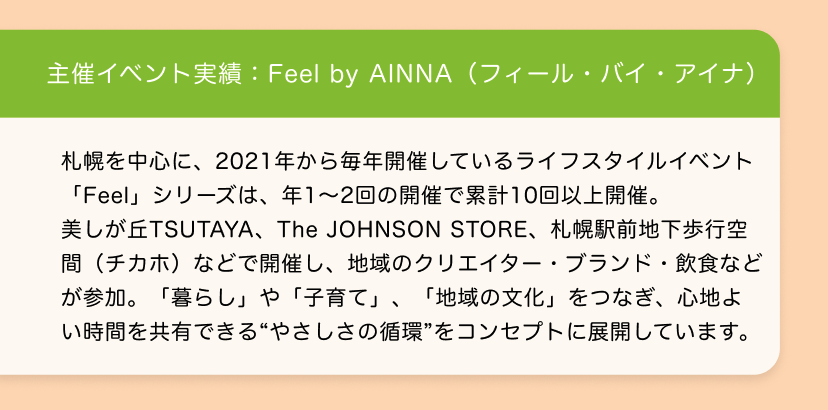 主催イベント実績：Feel by AINNA（フィール・バイ・アイナ）
札幌を中心に、2021年から毎年開催しているライフスタイルイベント
「Feel」シリーズは、年1〜2回の開催で累計10回以上開催。
美しが丘TSUTAYA、The JOHNSON STORE、札幌駅前地下歩行空
間（チカホ）などで開催し、地域のクリエイター・ブランド・飲食など
が参加。「暮らし」や「子育て」、「地域の文化」をつなぎ、心地よ
い時間を共有できる“やさしさの循環”をコンセプトに展開しています。